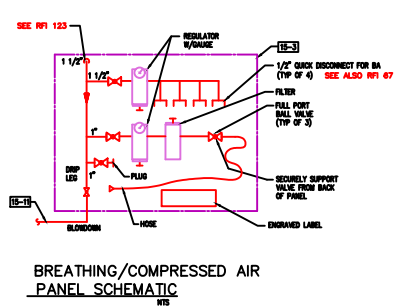 SEE RFI 123
REGULATOR
W/GAUGE
15-3
1 1/2"
1/2" QUICK DISCONNECT FOR BA
(TYP OF 4) SEE ALSO RFI 67
1 1/2"
FILTER
FULL PORT
BALL VALVE
(TYP OF 3)
1"
DRIP
LEG
1"
PLUG
SECURELY SUPPORT
VALVE FROM BACK
OF PANEL
15-11
HOSE
BLOWDOWN
ENGRAVED LABEL
BREATHING/COMPRESSED AIR
PANEL SCHEMATIC
NTS